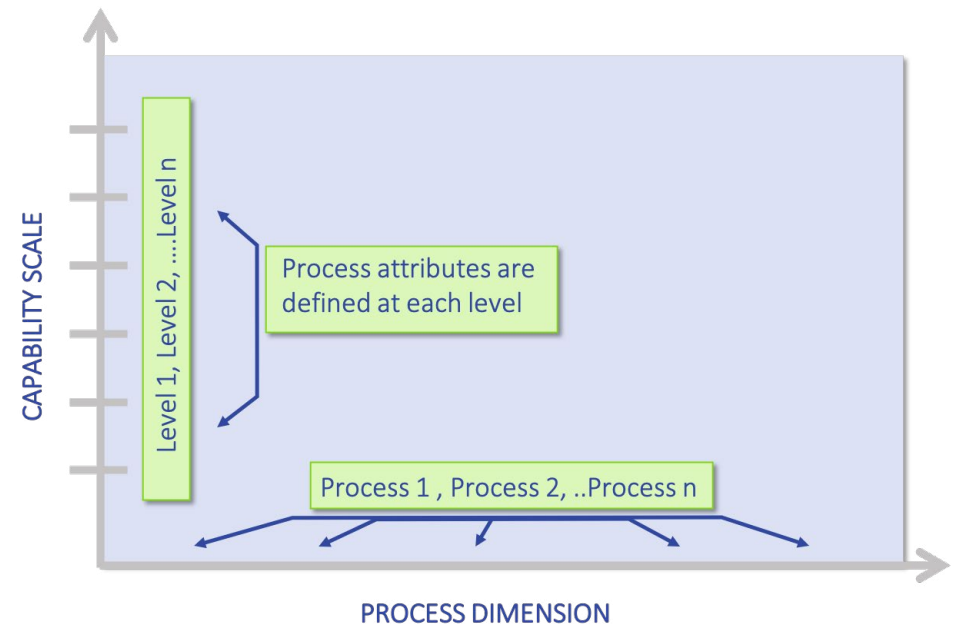 CAPABILITY SCALE
Level 1, Level 2, ....Level n
Process attributes are
defined at each level
Process 1 , Process 2, ..Process n
PROCESS DIMENSION